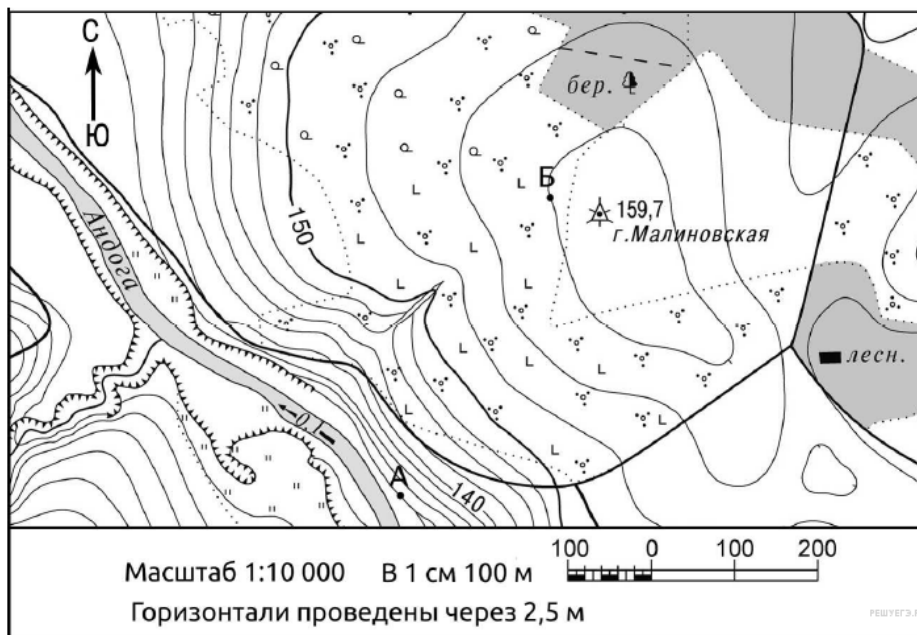 С
Ю
бер.
Б
159,7
г.Малиновская
150
Андога
лесн.
0,1
А
140
100 0 100 200
Масштаб 1:10 000 В 1 см 100 м
Горизонтали проведены через 2,5 м
РЕШУЕГЭ.Р